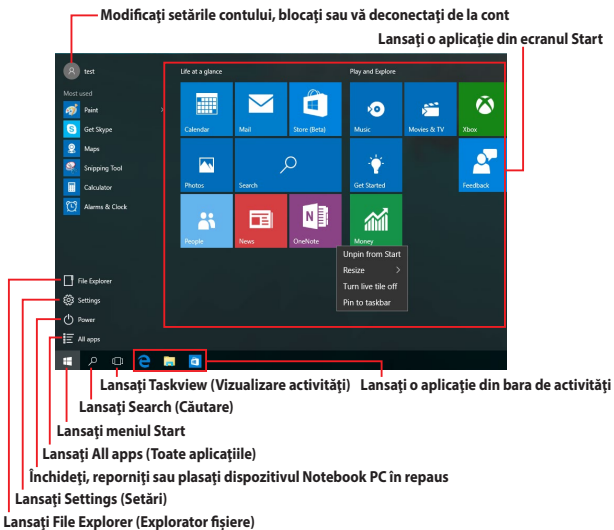 Modificați setările contului, blocați sau vă deconectați de la cont
Lansați o aplicație din ecranul Start
test
Life at a glance
Play and Explore
Most used
Paint
Get Skype
Maps
Snipping Tool
Calculator
Alarms & Clock
Calendar
Mail
Store (Beta)
Music
Movies & TV
Xbox
Photos
Search
Get Started
Feedback
People
News
OneNote
Money
Unpin from Start
Resize
Turn live tile off
Pin to taskbar
File Explorer
Settings
Power
All apps
Lansați Taskview (Vizualizare activități)
Lansați o aplicație din bara de activități
Lansați Search (Căutare)
Lansați meniul Start
Lansați All apps (Toate aplicațiile)
Închideți, reporniți sau plasați dispozitivul Notebook PC în repaus
Lansați Settings (Setări)
Lansați File Explorer (Explorator fișiere)